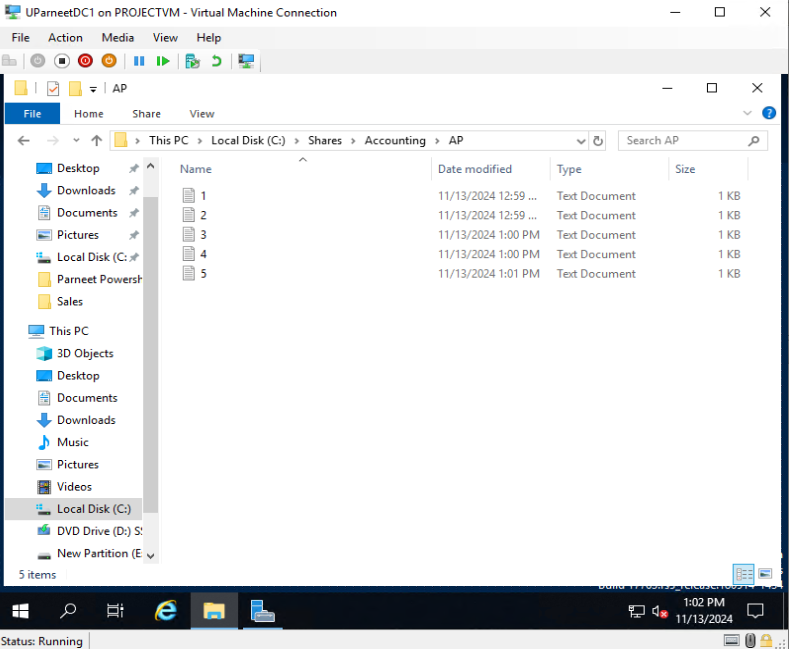 UParneetDC1 on PROJECTVM - Virtual Machine Connection
File Action Media View Help
AP
File Home Share View
This PC > Local Disk (C:) > Shares > Accounting > AP
Search AP
Name Date modified Type Size
1 11/13/2024 12:59 ... Text Document 1 KB
2 11/13/2024 12:59 ... Text Document 1 KB
3 11/13/2024 1:00 PM Text Document 1 KB
4 11/13/2024 1:00 PM Text Document 1 KB
5 11/13/2024 1:01 PM Text Document 1 KB
Desktop
Downloads
Documents
Pictures
Local Disk (C:
Parneet Powersh
Sales
This PC
3D Objects
Desktop
Documents
Downloads
Music
Pictures
Videos
Local Disk (C:)
DVD Drive (D:) S
New Partition (E
5 items
1:02 PM
11/13/2024
Status: Running